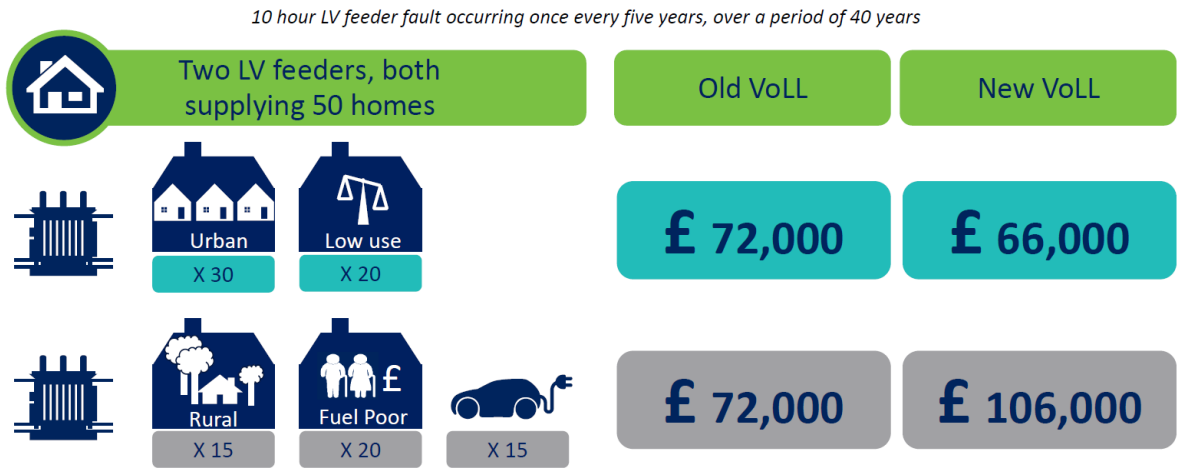 10 hour LV feeder fault occurring once every five years, over a period of 40 years
Two LV feeders, both
supplying 50 homes
Old VoLL
New VoLL
Urban
Low use
X 30
X 20
£ 72,000
£ 66,000
£
Rural
Fuel Poor
X 15
X 20
X 15
£ 72,000
£ 106,000